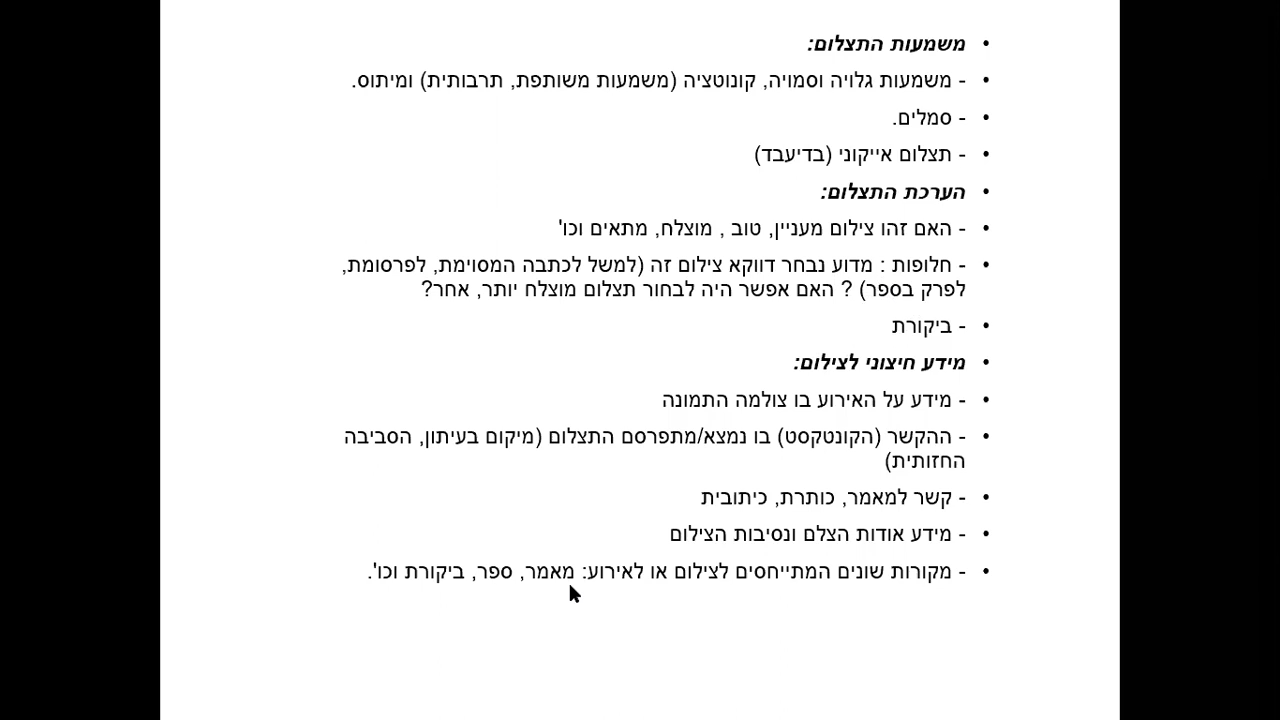 • משמעות התצלום:
• - משמעות גלויה וסמויה, קונוטציה (משמעות משותפת, תרבותית) ומיתוס.
• - סמלים.
• - תצלום אייקוני (בדיעבד)
• הערכת התצלום:
• - האם זהו צילום מעניין, טוב , מוצלח, מתאים וכו'
• - חלופות : מדוע נבחר דווקא צילום זה (למשל לכתבה המסוימת, לפרסומת,
לפרק בספר) ? האם אפשר היה לבחור תצלום מוצלח יותר, אחר?
• - ביקורת
• מידע חיצוני לצילום:
• - מידע על האירוע בו צולמה התמונה
• - ההקשר (הקונטקסט) בו נמצא/מתפרסם התצלום (מיקום בעיתון, הסביבה
החזותית)
• - קשר למאמר, כותרת, כיתובית
• - מידע אודות הצלם ונסיבות הצילום
• - מקורות שונים המתייחסים לצילום או לאירוע: מאמר, ספר, ביקורת וכו'.